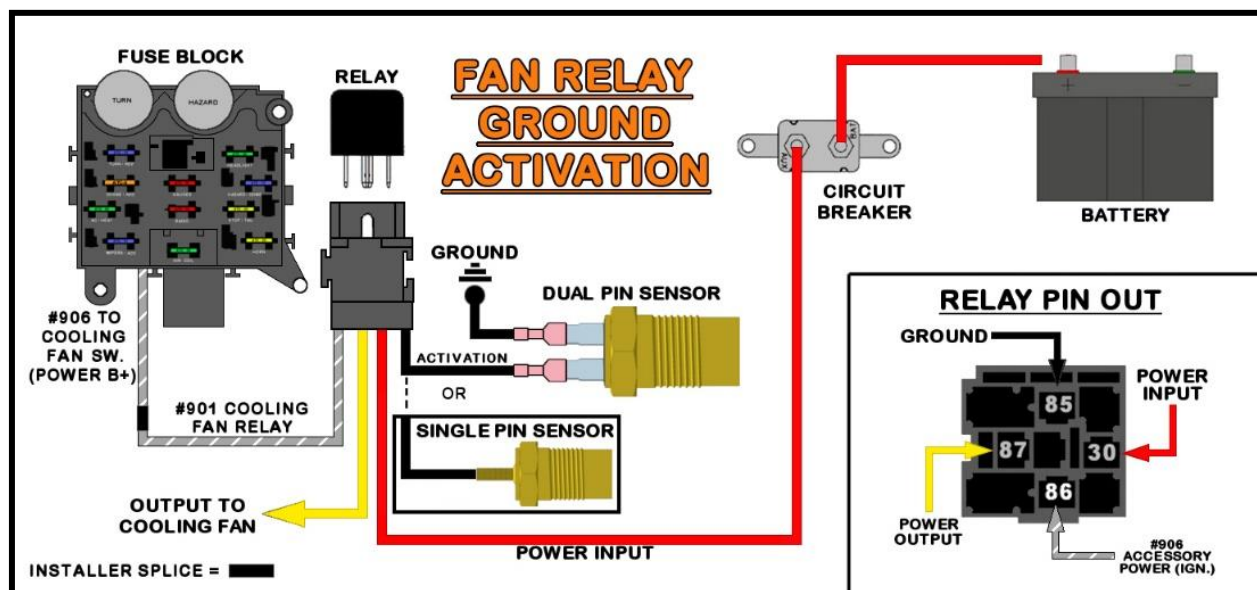 FUSE BLOCK
TURN
HAZARD
RELAY
FAN RELAY
GROUND
ACTIVATION
AUX
BAT
CIRCUIT
BREAKER
+
−
BATTERY
#906 TO
COOLING
FAN SW.
(POWER B+)
#901 COOLING
FAN RELAY
GROUND
DUAL PIN SENSOR
ACTIVATION
OR
SINGLE PIN SENSOR
OUTPUT TO
COOLING FAN
POWER INPUT
INSTALLER SPLICE =
RELAY PIN OUT
GROUND
POWER
INPUT
85
87
30
86
POWER
OUTPUT
#906
ACCESSORY
POWER (IGN.)